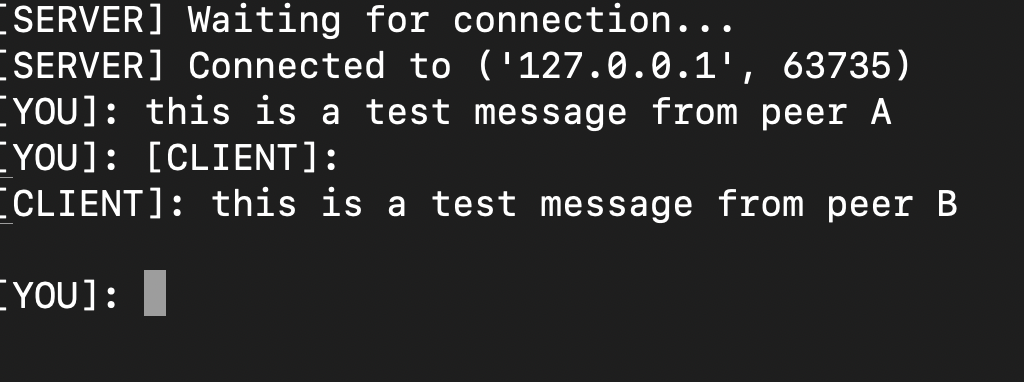 [SERVER] Waiting for connection...
[SERVER] Connected to ('127.0.0.1', 63735)
[YOU]: this is a test message from peer A
[YOU]: [CLIENT]:
[CLIENT]: this is a test message from peer B
[YOU]: